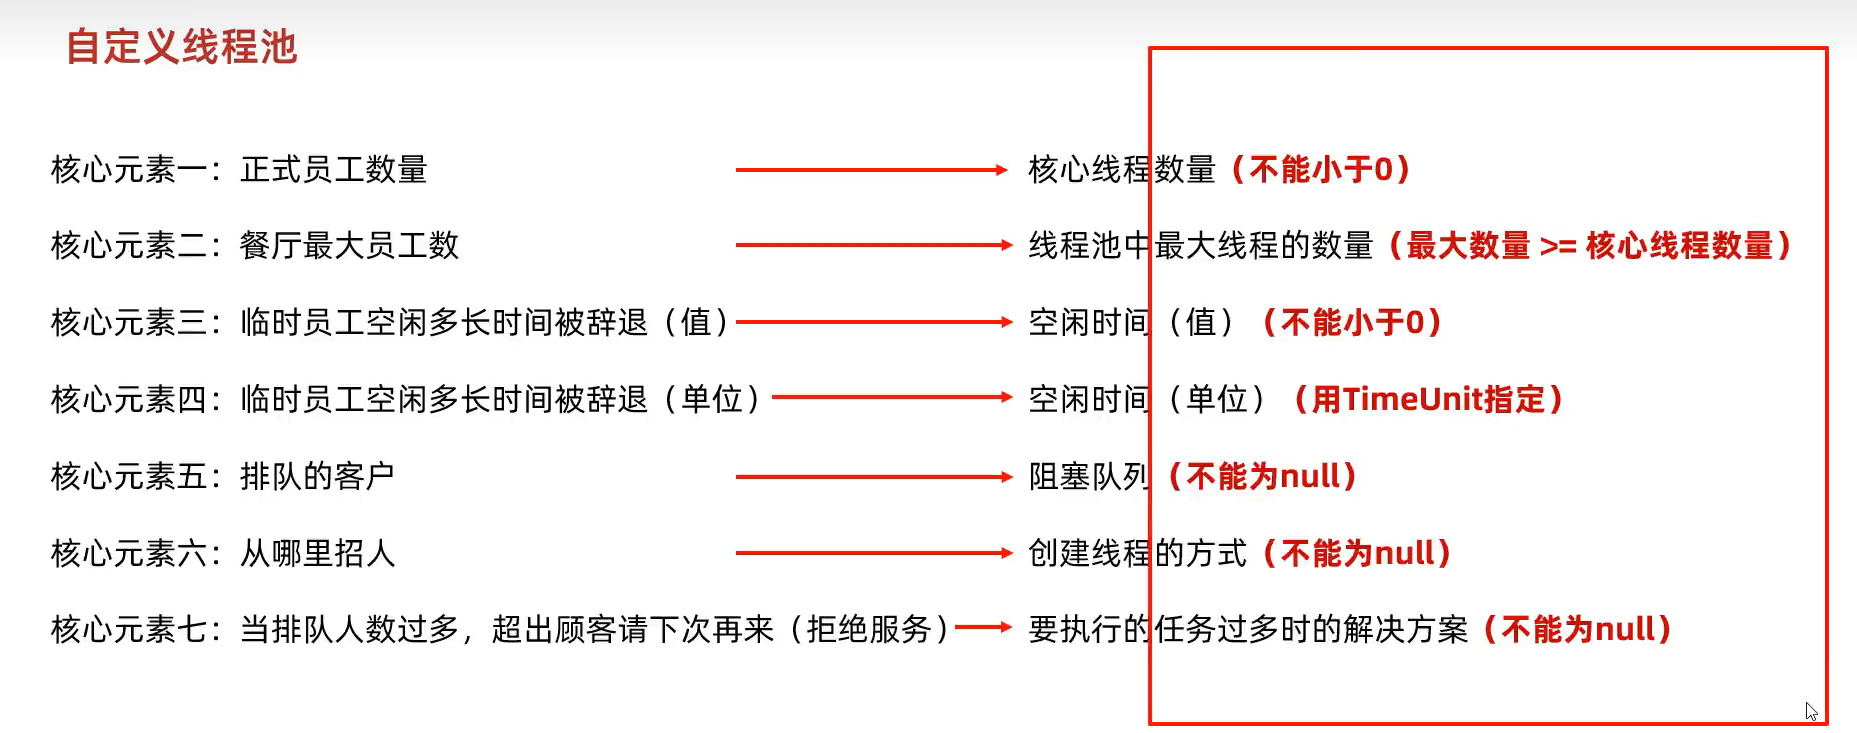 自定义线程池
核心元素一：正式员工数量 核心线程数量（不能小于0）
核心元素二：餐厅最大员工数 线程池中最大线程的数量（最大数量 >= 核心线程数量）
核心元素三：临时员工空闲多长时间被辞退（值） 空闲时间（值）（不能小于0）
核心元素四：临时员工空闲多长时间被辞退（单位） 空闲时间（单位）（用TimeUnit指定）
核心元素五：排队的客户 阻塞队列（不能为null）
核心元素六：从哪里招人 创建线程的方式（不能为null）
核心元素七：当排队人数过多，超出顾客请下次再来（拒绝服务） 要执行的任务过多时的解决方案（不能为null）